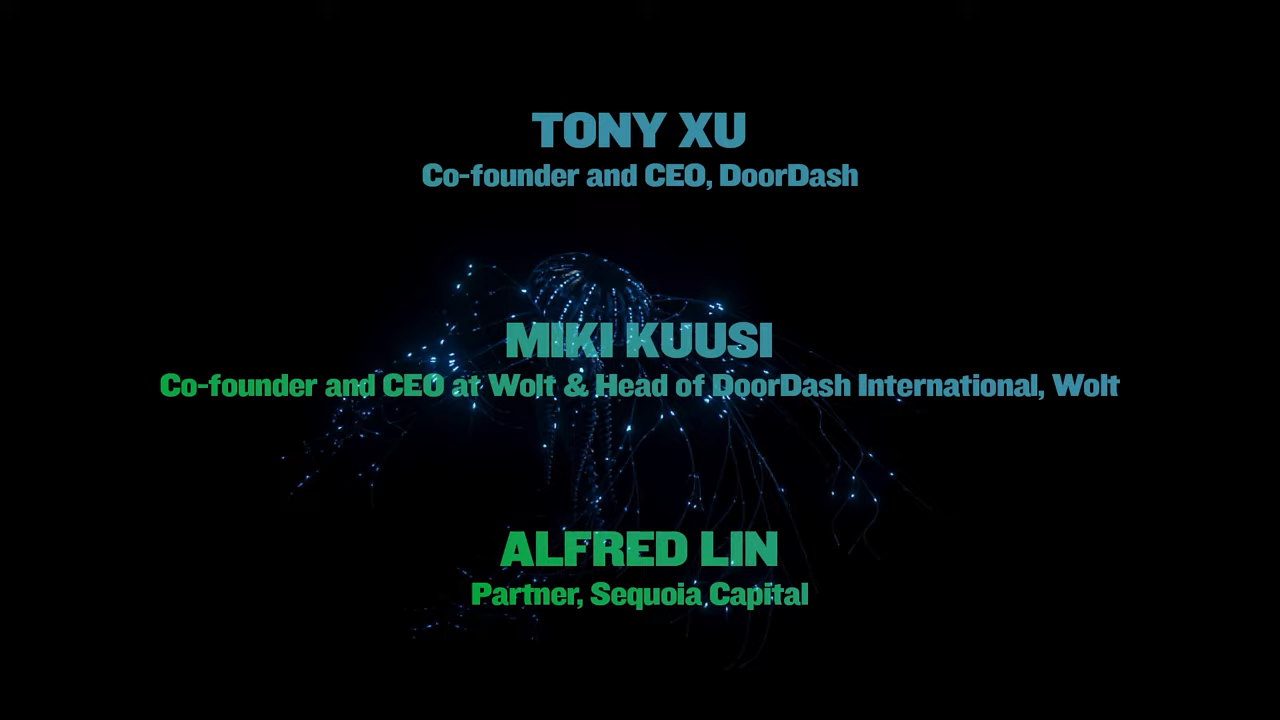 TONY XU
Co-founder and CEO, DoorDash
MIKI KUUSI
Co-founder and CEO at Wolt & Head of DoorDash International, Wolt
ALFRED LIN
Partner, Sequoia Capital